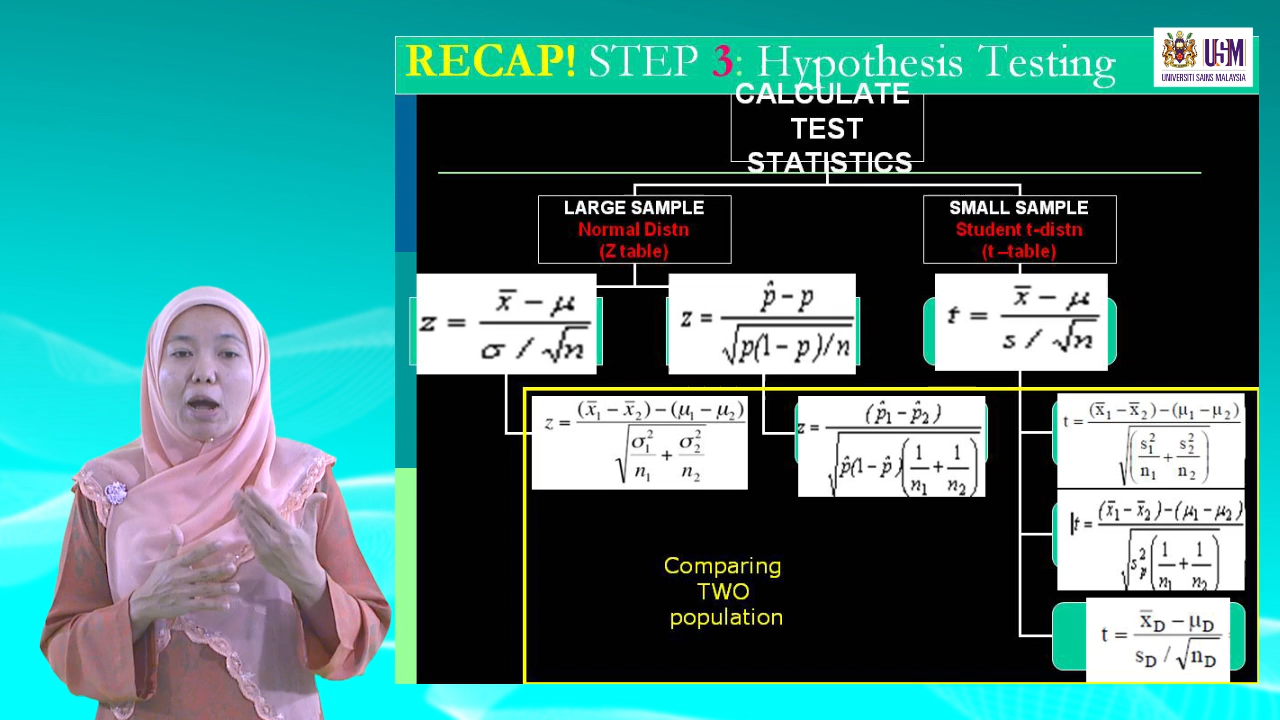 RECAP! STEP 3: Hypothesis Testing
USM
UNIVERSITI SAINS MALAYSIA
CALCULATE
TEST
STATISTICS
LARGE SAMPLE
Normal Distn
(Z table)
SMALL SAMPLE
Student t-distn
(t –table)
z = (x̄ − μ) / (σ / √n)
z = (p̂ − p) / √(p(1 − p)/n)
t = (x̄ − μ) / (s / √n)
z = ((x̄₁ − x̄₂) − (μ₁ − μ₂)) / √(σ₁²/n₁ + σ₂²/n₂)
z = (p̂₁ − p̂₂) / √(p̂(1 − p̂)(1/n₁ + 1/n₂))
t = ((x̄₁ − x̄₂) − (μ₁ − μ₂)) / √(s₁²/n₁ + s₂²/n₂)
t = ((x̄₁ − x̄₂) − (μ₁ − μ₂)) / √(s²ₚ(1/n₁ + 1/n₂))
t = (x̄_D − μ_D) / (s_D / √n_D)
Comparing
TWO
population